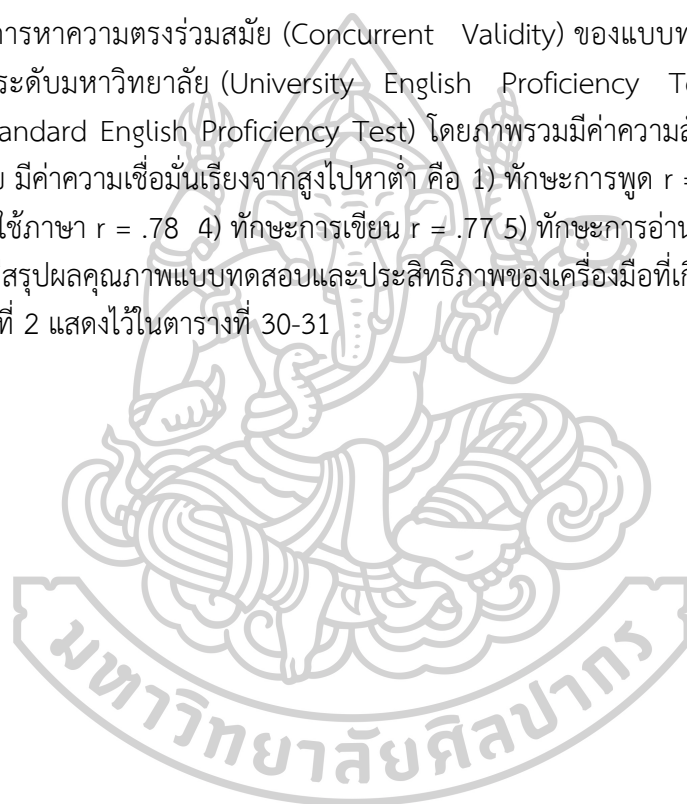 การหาความตรงร่วมสมัย (Concurrent Validity) ของแบบท
ระดับมหาวิทยาลัย (University English Proficiency Te
andard English Proficiency Test) โดยภาพรวมมีค่าความสั
ย มีค่าความเชื่อมั่นเรียงจากสูงไปหาต่ำ คือ 1) ทักษะการพูด r =
ใช้ภาษา r = .78 4) ทักษะการเขียน r = .77 5) ทักษะการอ่าน
สรุปผลคุณภาพแบบทดสอบและประสิทธิภาพของเครื่องมือที่เกี
ที่ 2 แสดงไว้ในตารางที่ 30-31
มหาวิทยาลัยศิลปากร